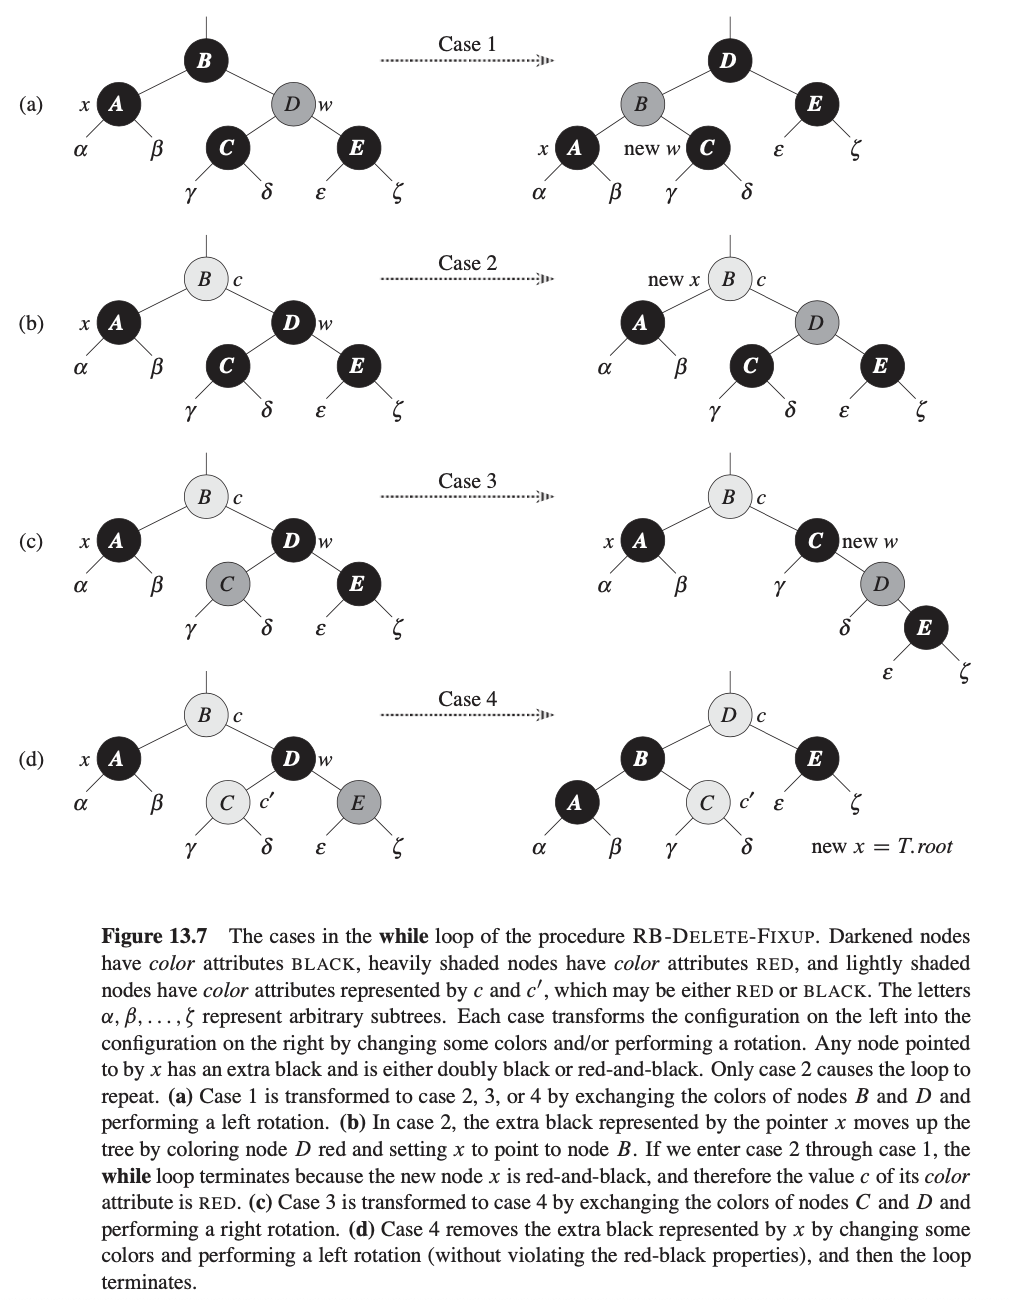 Case 1
B D
(a) x A D w B E
C E x A new w C
α β ε ζ
γ δ ε ζ α β γ δ
Case 2
B c new x B c
(b) x A D w A D
α β C E α β C E
γ δ ε ζ γ δ ε ζ
Case 3
B c B c
(c) x A D w x A C new w
α β C E α β γ D
γ δ ε ζ δ E
ε ζ
Case 4
B c D c
(d) x A D w B E
α β C c′ E A C c′ ε ζ
γ δ ε ζ α β γ δ new x = T.root
Figure 13.7 The cases in the while loop of the procedure RB-DELETE-FIXUP. Darkened nodes
have color attributes BLACK, heavily shaded nodes have color attributes RED, and lightly shaded
nodes have color attributes represented by c and c′, which may be either RED or BLACK. The letters
α, β, . . . , ζ represent arbitrary subtrees. Each case transforms the configuration on the left into the
configuration on the right by changing some colors and/or performing a rotation. Any node pointed
to by x has an extra black and is either doubly black or red-and-black. Only case 2 causes the loop to
repeat. (a) Case 1 is transformed to case 2, 3, or 4 by exchanging the colors of nodes B and D and
performing a left rotation. (b) In case 2, the extra black represented by the pointer x moves up the
tree by coloring node D red and setting x to point to node B. If we enter case 2 through case 1, the
while loop terminates because the new node x is red-and-black, and therefore the value c of its color
attribute is RED. (c) Case 3 is transformed to case 4 by exchanging the colors of nodes C and D and
performing a right rotation. (d) Case 4 removes the extra black represented by x by changing some
colors and performing a left rotation (without violating the red-black properties), and then the loop
terminates.